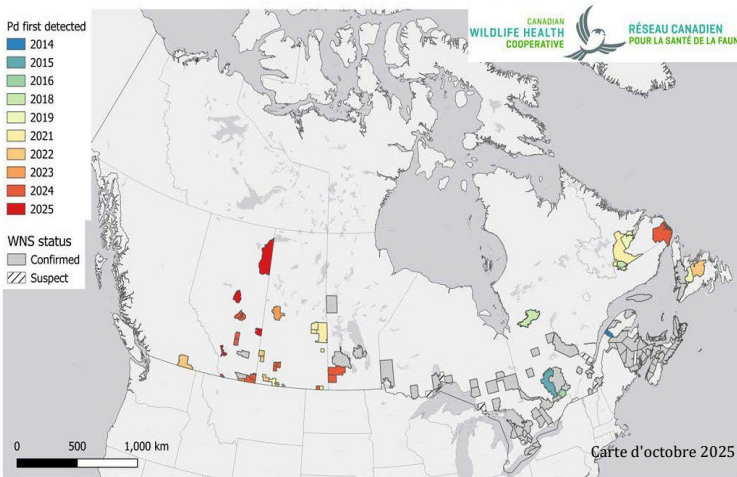 Pd first detected
2014
2015
2016
2018
2019
2021
2022
2023
2024
2025
WNS status
Confirmed
Suspect
CANADIAN
WILDLIFE HEALTH
COOPERATIVE
RÉSEAU CANADIEN
POUR LA SANTÉ DE LA FAUN
0 500 1,000 km
Carte d'octobre 2025